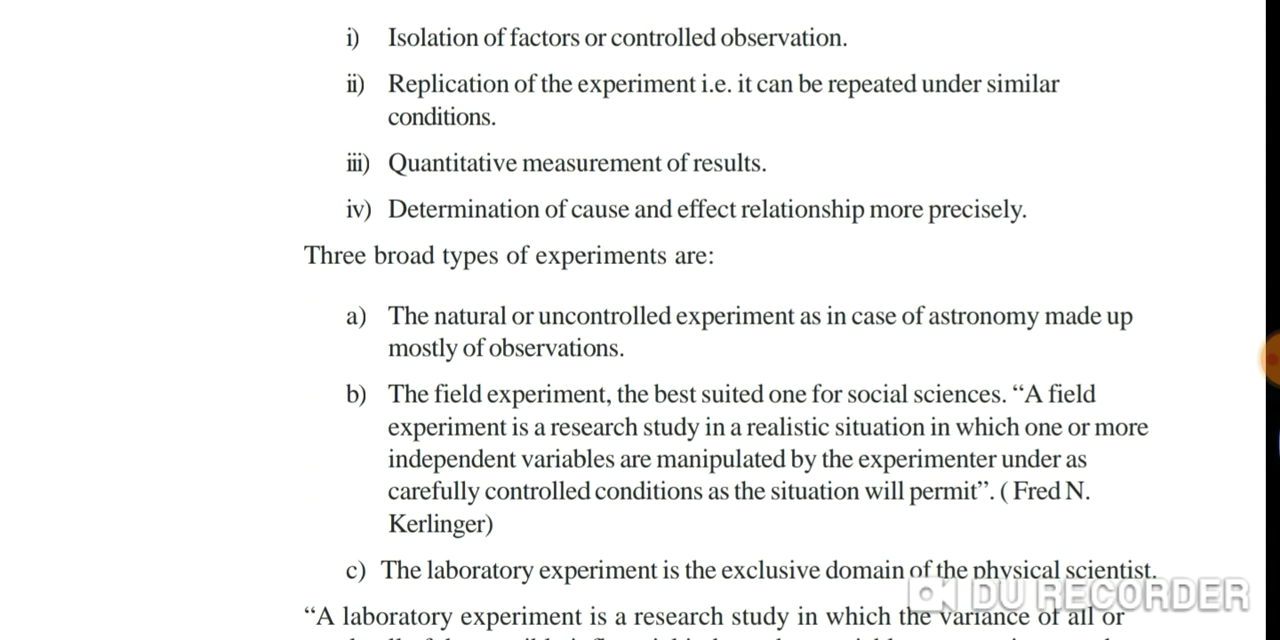 i) Isolation of factors or controlled observation.
ii) Replication of the experiment i.e. it can be repeated under similar
conditions.
iii) Quantitative measurement of results.
iv) Determination of cause and effect relationship more precisely.
Three broad types of experiments are:
a) The natural or uncontrolled experiment as in case of astronomy made up
mostly of observations.
b) The field experiment, the best suited one for social sciences. “A field
experiment is a research study in a realistic situation in which one or more
independent variables are manipulated by the experimenter under as
carefully controlled conditions as the situation will permit”. ( Fred N.
Kerlinger)
c) The laboratory experiment is the exclusive domain of the physical scientist.
DU RECORDER
“A laboratory experiment is a research study in which the variance of all or